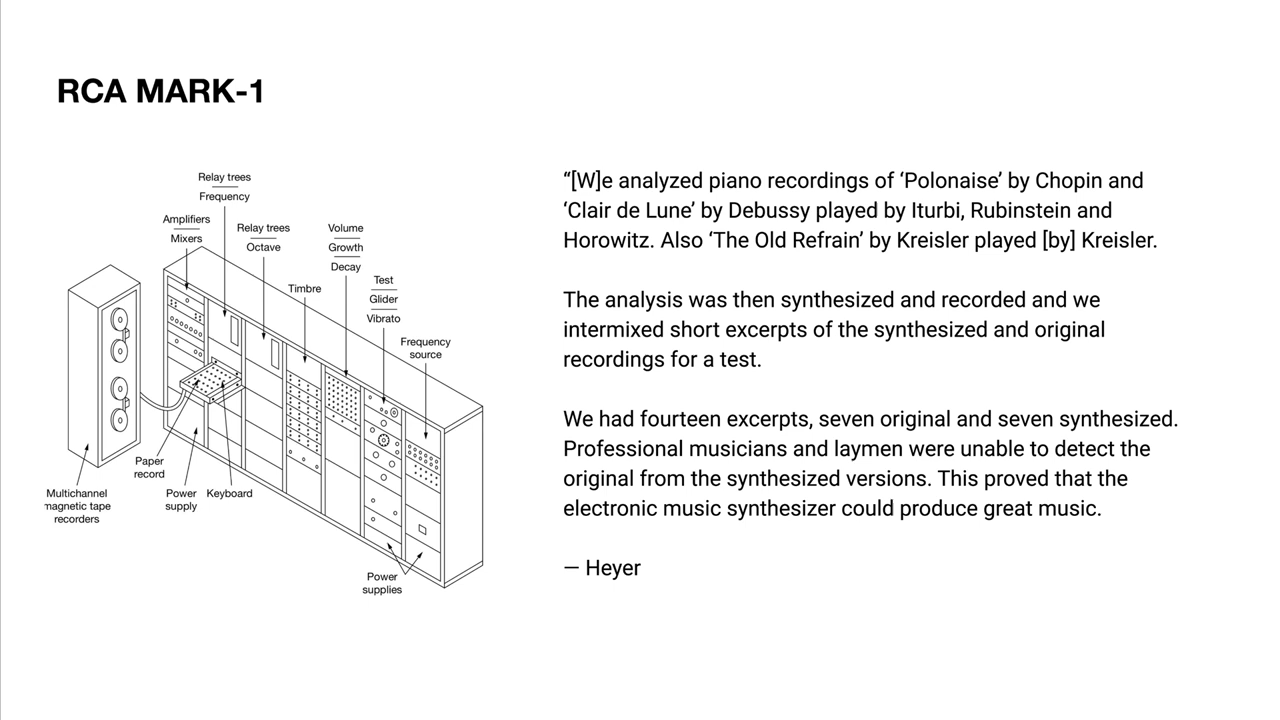 RCA MARK-1
Relay trees
Frequency
Amplifiers
Mixers
Relay trees
Octave
Volume
Growth
Decay
Timbre
Test
Glider
Vibrato
Frequency
source
Paper
record
Power
supply
Keyboard
Multichannel
magnetic tape
recorders
Power
supplies
“[W]e analyzed piano recordings of ‘Polonaise’ by Chopin and
‘Clair de Lune’ by Debussy played by Iturbi, Rubinstein and
Horowitz. Also ‘The Old Refrain’ by Kreisler played [by] Kreisler.
The analysis was then synthesized and recorded and we
intermixed short excerpts of the synthesized and original
recordings for a test.
We had fourteen excerpts, seven original and seven synthesized.
Professional musicians and laymen were unable to detect the
original from the synthesized versions. This proved that the
electronic music synthesizer could produce great music.
— Heyer